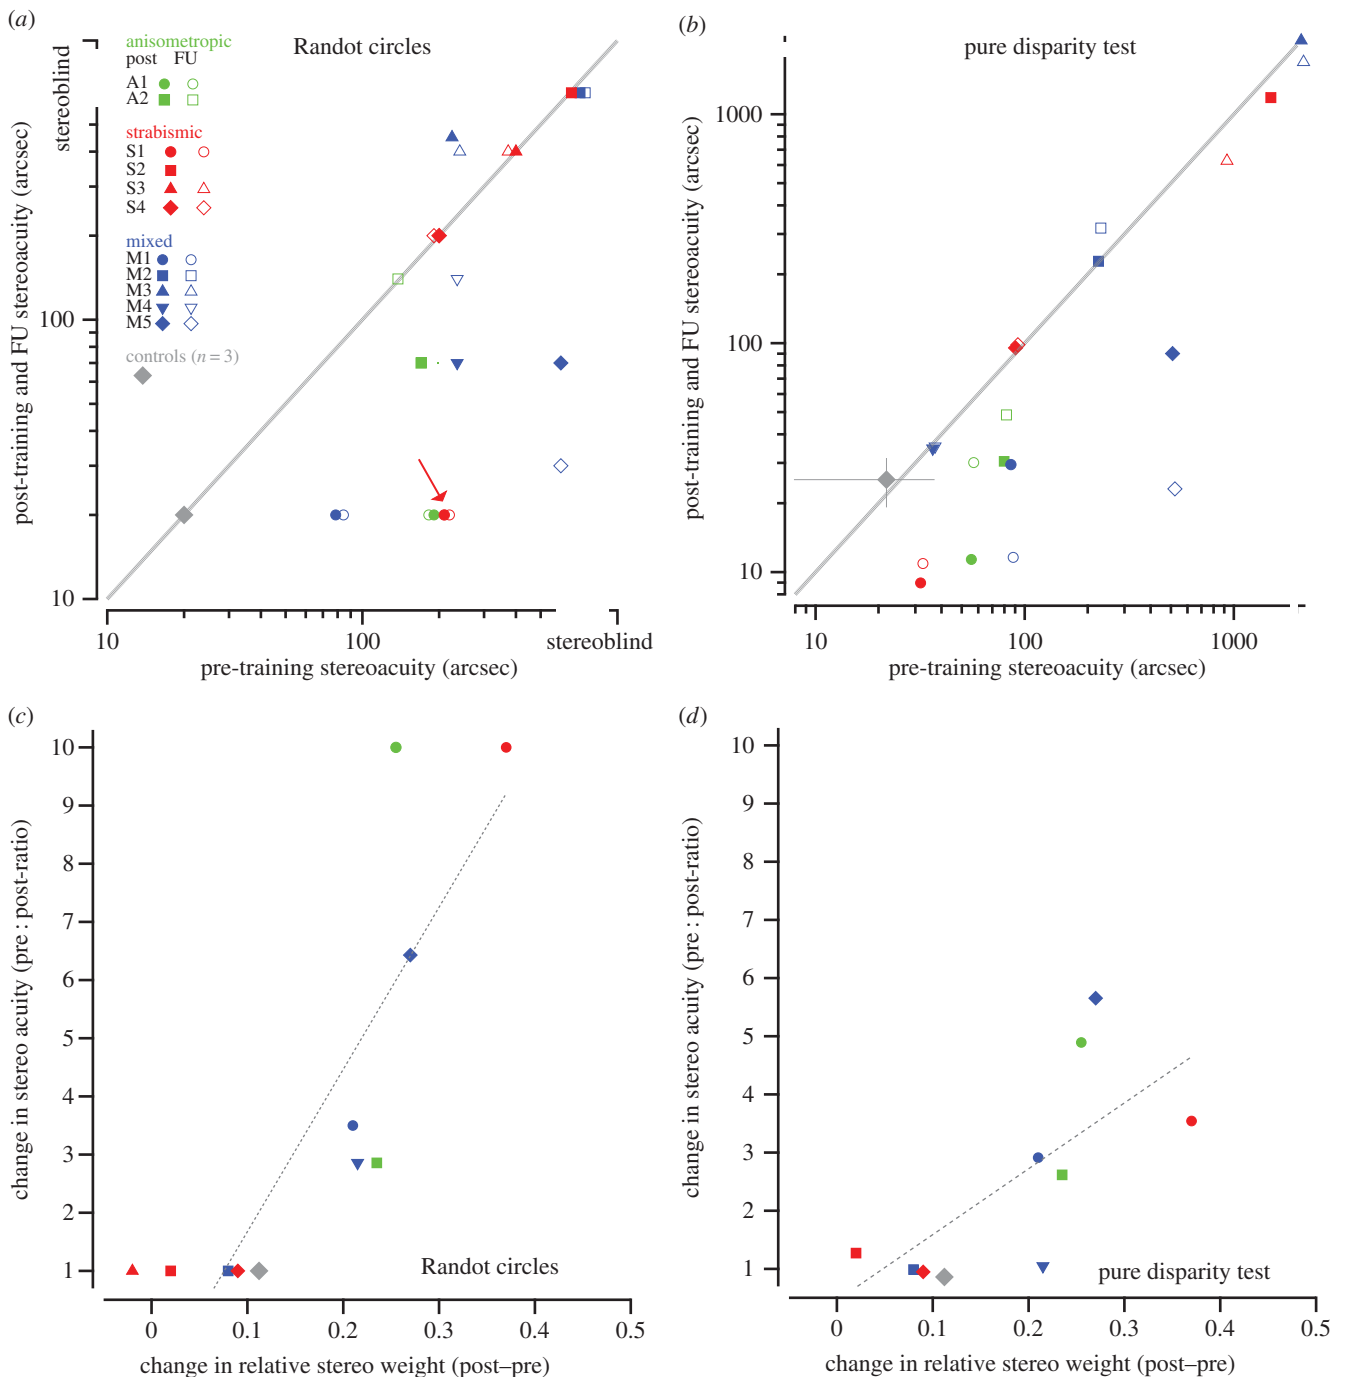 (a)
Randot circles
stereoblind
anisometropic
post FU
A1
A2
strabismic
S1
S2
S3
S4
mixed
M1
M2
M3
M4
M5
controls (n = 3)
100
10
post-training and FU stereoacuity (arcsec)
10 100 stereoblind
pre-training stereoacuity (arcsec)
(b)
pure disparity test
1000
100
10
post-training and FU stereoacuity (arcsec)
10 100 1000
pre-training stereoacuity (arcsec)
(c)
10
9
8
7
6
5
4
3
2
1
change in stereo acuity (pre : post-ratio)
Randot circles
0 0.1 0.2 0.3 0.4 0.5
change in relative stereo weight (post–pre)
(d)
10
9
8
7
6
5
4
3
2
1
change in stereo acuity (pre : post-ratio)
pure disparity test
0 0.1 0.2 0.3 0.4 0.5
change in relative stereo weight (post–pre)